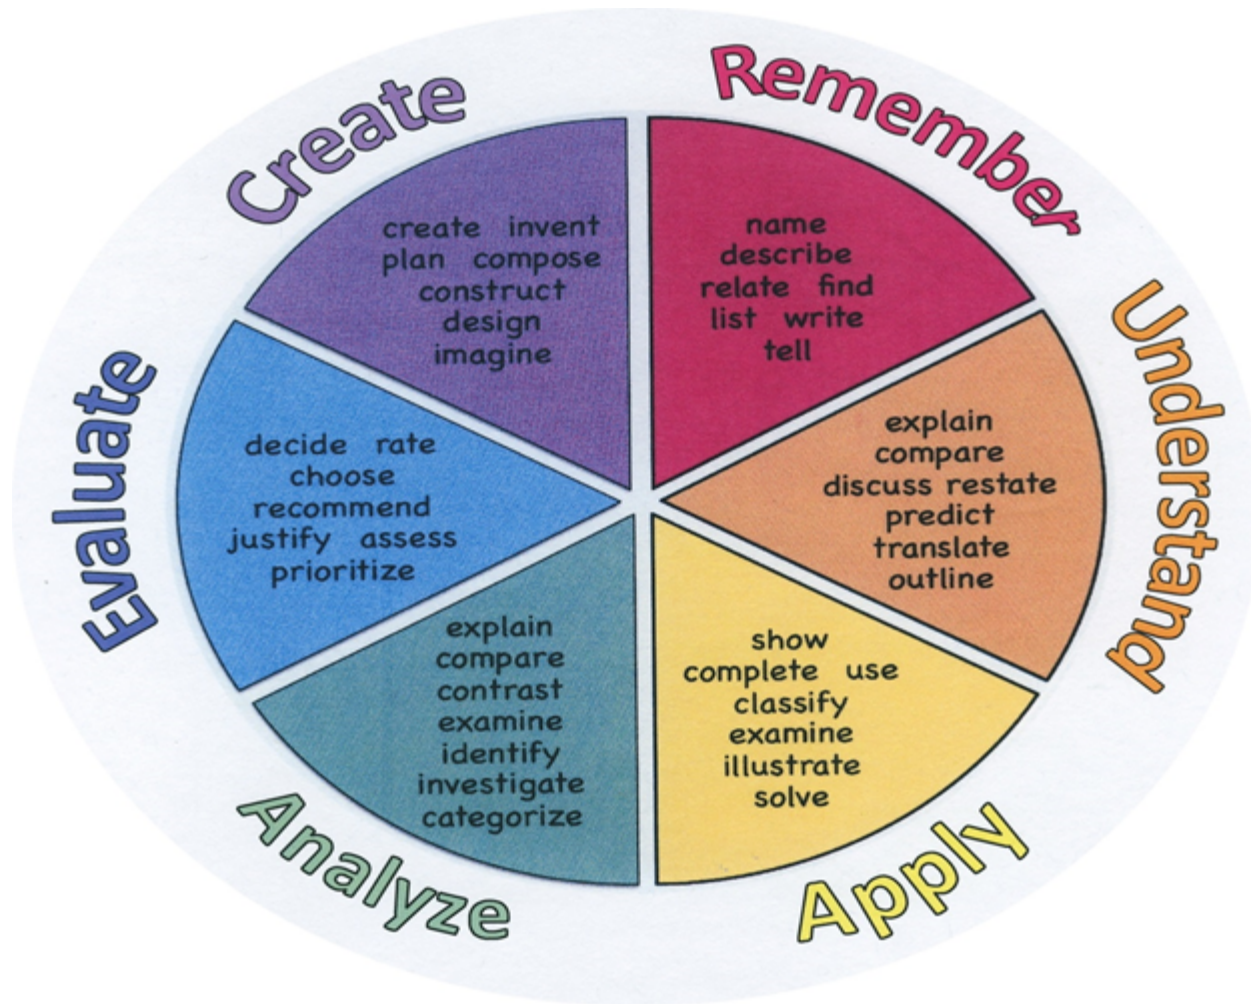 Remember
name
describe
relate find
list write
tell
Understand
explain
compare
discuss restate
predict
translate
outline
Apply
show
complete use
classify
examine
illustrate
solve
Analyze
explain
compare
contrast
examine
identify
investigate
categorize
Evaluate
decide rate
choose
recommend
justify assess
prioritize
Create
create invent
plan compose
construct
design
imagine